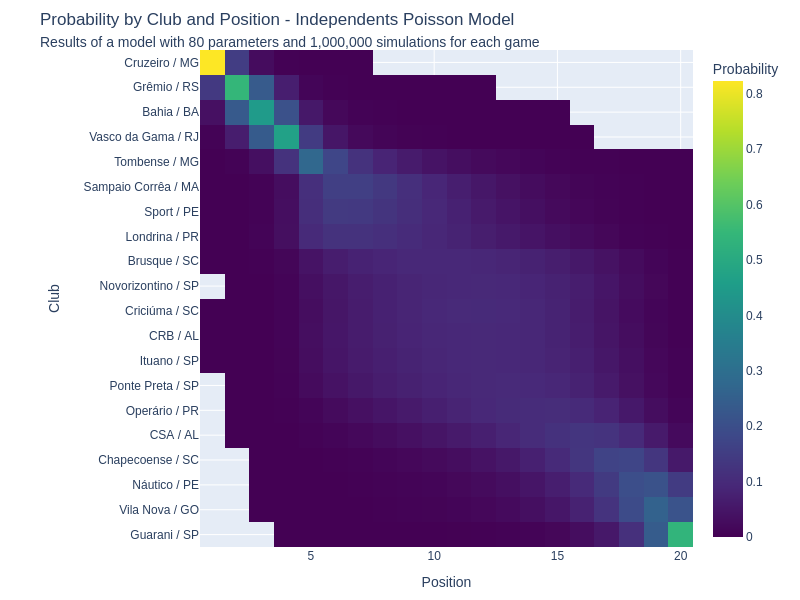 Probability by Club and Position - Independents Poisson Model
Results of a model with 80 parameters and 1,000,000 simulations for each game
Probability
Cruzeiro / MG
Grêmio / RS
Bahia / BA
Vasco da Gama / RJ
Tombense / MG
Sampaio Corrêa / MA
Sport / PE
Londrina / PR
Brusque / SC
Novorizontino / SP
Criciúma / SC
CRB / AL
Ituano / SP
Ponte Preta / SP
Operário / PR
CSA / AL
Chapecoense / SC
Náutico / PE
Vila Nova / GO
Guarani / SP
Club
5
10
15
20
Position
0.8
0.7
0.6
0.5
0.4
0.3
0.2
0.1
0